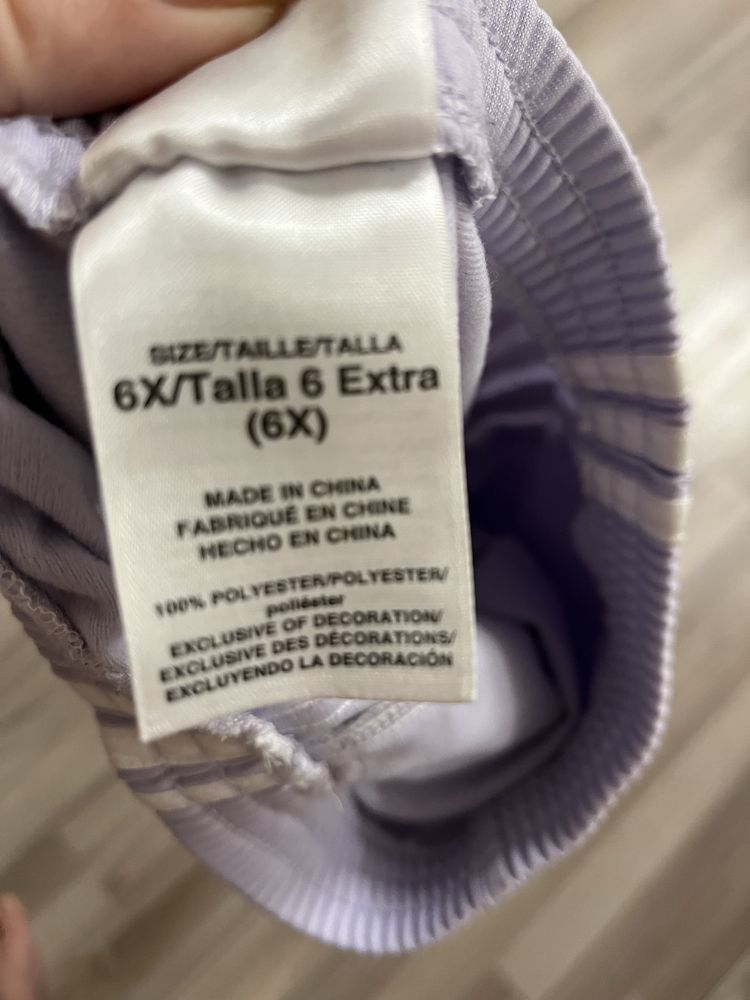 SIZE/TAILLE/TALLA
6X/Talla 6 Extra
(6X)
MADE IN CHINA
FABRIQUÉ EN CHINE
HECHO EN CHINA
100% POLYESTER/POLYESTER/
poliéster
EXCLUSIVE OF DECORATION/
EXCLUSIVE DES DÉCORATIONS/
EXCLUYENDO LA DECORACIÓN